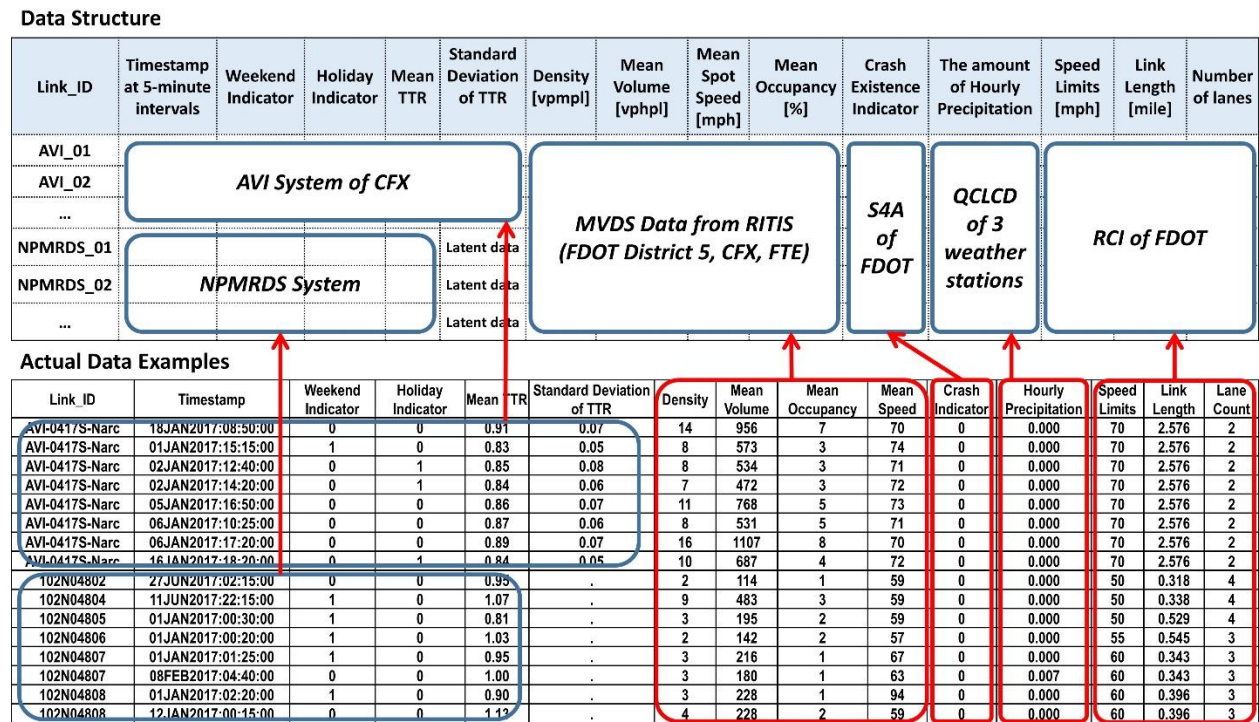 Data Structure
Link_ID Timestamp at 5-minute intervals Weekend Indicator Holiday Indicator Mean TTR Standard Deviation of TTR Density [vpmpl] Mean Volume [vphpl] Mean Spot Speed [mph] Mean Occupancy [%] Crash Existence Indicator The amount of Hourly Precipitation Speed Limits [mph] Link Length [mile] Number of lanes
AVI_01
AVI_02
...
NPMRDS_01 Latent data
NPMRDS_02 Latent data
... Latent data
AVI System of CFX
NPMRDS System
MVDS Data from RITIS
(FDOT District 5, CFX, FTE)
S4A
of
FDOT
QCLCD
of 3
weather
stations
RCI of FDOT
Actual Data Examples
Link_ID Timestamp Weekend Indicator Holiday Indicator Mean TTR Standard Deviation of TTR Density Mean Volume Mean Occupancy Mean Speed Crash Indicator Hourly Precipitation Speed Limits Link Length Lane Count
AVI-0417S-Narc 18JAN2017:08:50:00 0 0 0.91 0.07 14 956 7 70 0 0.000 70 2.576 2
AVI-0417S-Narc 01JAN2017:15:15:00 1 0 0.83 0.05 8 573 3 74 0 0.000 70 2.576 2
AVI-0417S-Narc 02JAN2017:12:40:00 0 1 0.85 0.08 8 534 3 71 0 0.000 70 2.576 2
AVI-0417S-Narc 02JAN2017:14:20:00 0 1 0.84 0.06 7 472 3 72 0 0.000 70 2.576 2
AVI-0417S-Narc 05JAN2017:16:50:00 0 0 0.86 0.07 11 768 5 73 0 0.000 70 2.576 2
AVI-0417S-Narc 06JAN2017:10:25:00 0 0 0.87 0.06 8 531 5 71 0 0.000 70 2.576 2
AVI-0417S-Narc 06JAN2017:17:20:00 0 0 0.89 0.07 16 1107 8 70 0 0.000 70 2.576 2
AVI-0417S-Narc 16JAN2017:18:20:00 0 1 0.84 0.05 10 687 4 72 0 0.000 70 2.576 2
102N04802 27JUN2017:02:15:00 0 0 0.95 . 2 114 1 59 0 0.000 50 0.318 4
102N04804 11JUN2017:22:15:00 1 0 1.07 . 9 483 3 59 0 0.000 50 0.338 4
102N04805 01JAN2017:00:30:00 1 0 0.81 . 3 195 2 59 0 0.000 50 0.529 4
102N04806 01JAN2017:00:20:00 1 0 1.03 . 2 142 2 57 0 0.000 55 0.545 3
102N04807 01JAN2017:01:25:00 1 0 0.95 . 3 216 1 67 0 0.000 60 0.343 3
102N04807 08FEB2017:04:40:00 0 0 1.00 . 3 180 1 63 0 0.007 60 0.343 3
102N04808 01JAN2017:02:20:00 1 0 0.90 . 3 228 1 94 0 0.000 60 0.396 3
102N04808 12JAN2017:00:15:00 0 0 1.13 . 4 228 2 59 0 0.000 60 0.396 3